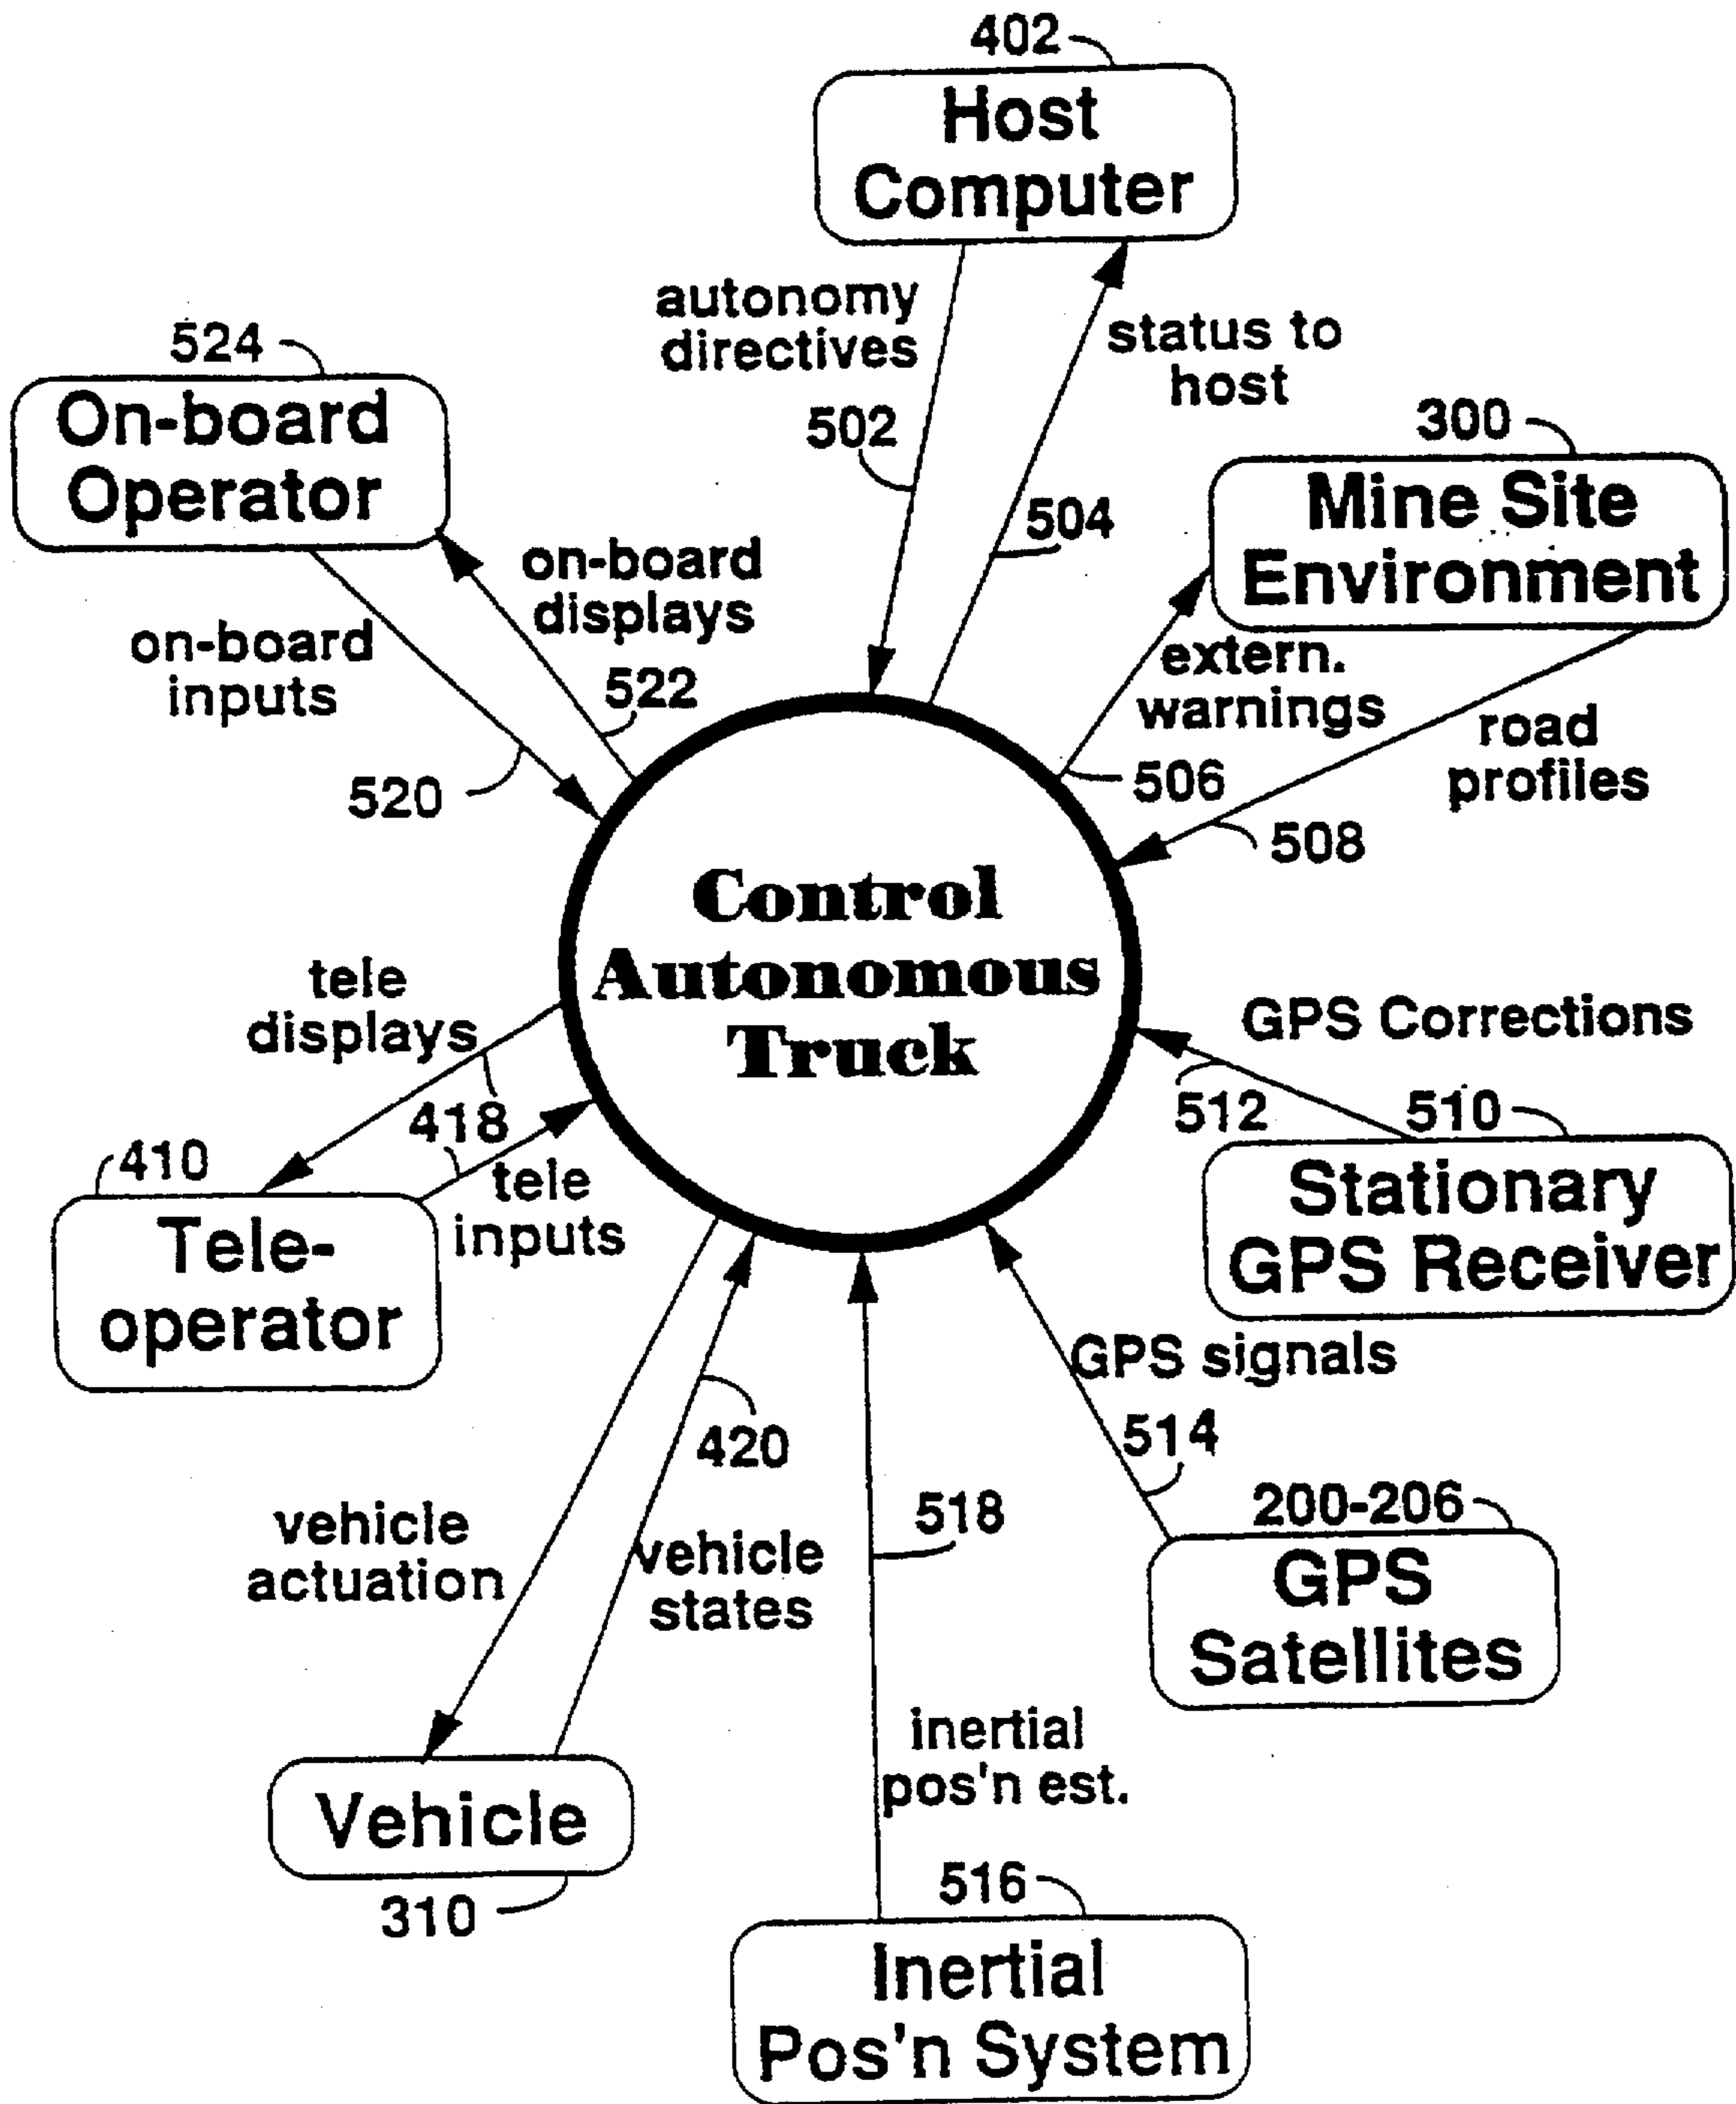 402
Host
Computer
autonomy
directives
502
status to
host
504
524
On-board
Operator
on-board
displays
522
on-board
inputs
520
300
Mine Site
Environment
extern.
warnings
506
road
profiles
508
Control
Autonomous
Truck
tele
displays
418
tele
inputs
410
Tele-
operator
GPS Corrections
512
510
Stationary
GPS Receiver
GPS signals
514
200-206
GPS
Satellites
420
vehicle
actuation
vehicle
states
Vehicle
310
518
inertial
pos'n est.
516
Inertial
Pos'n System